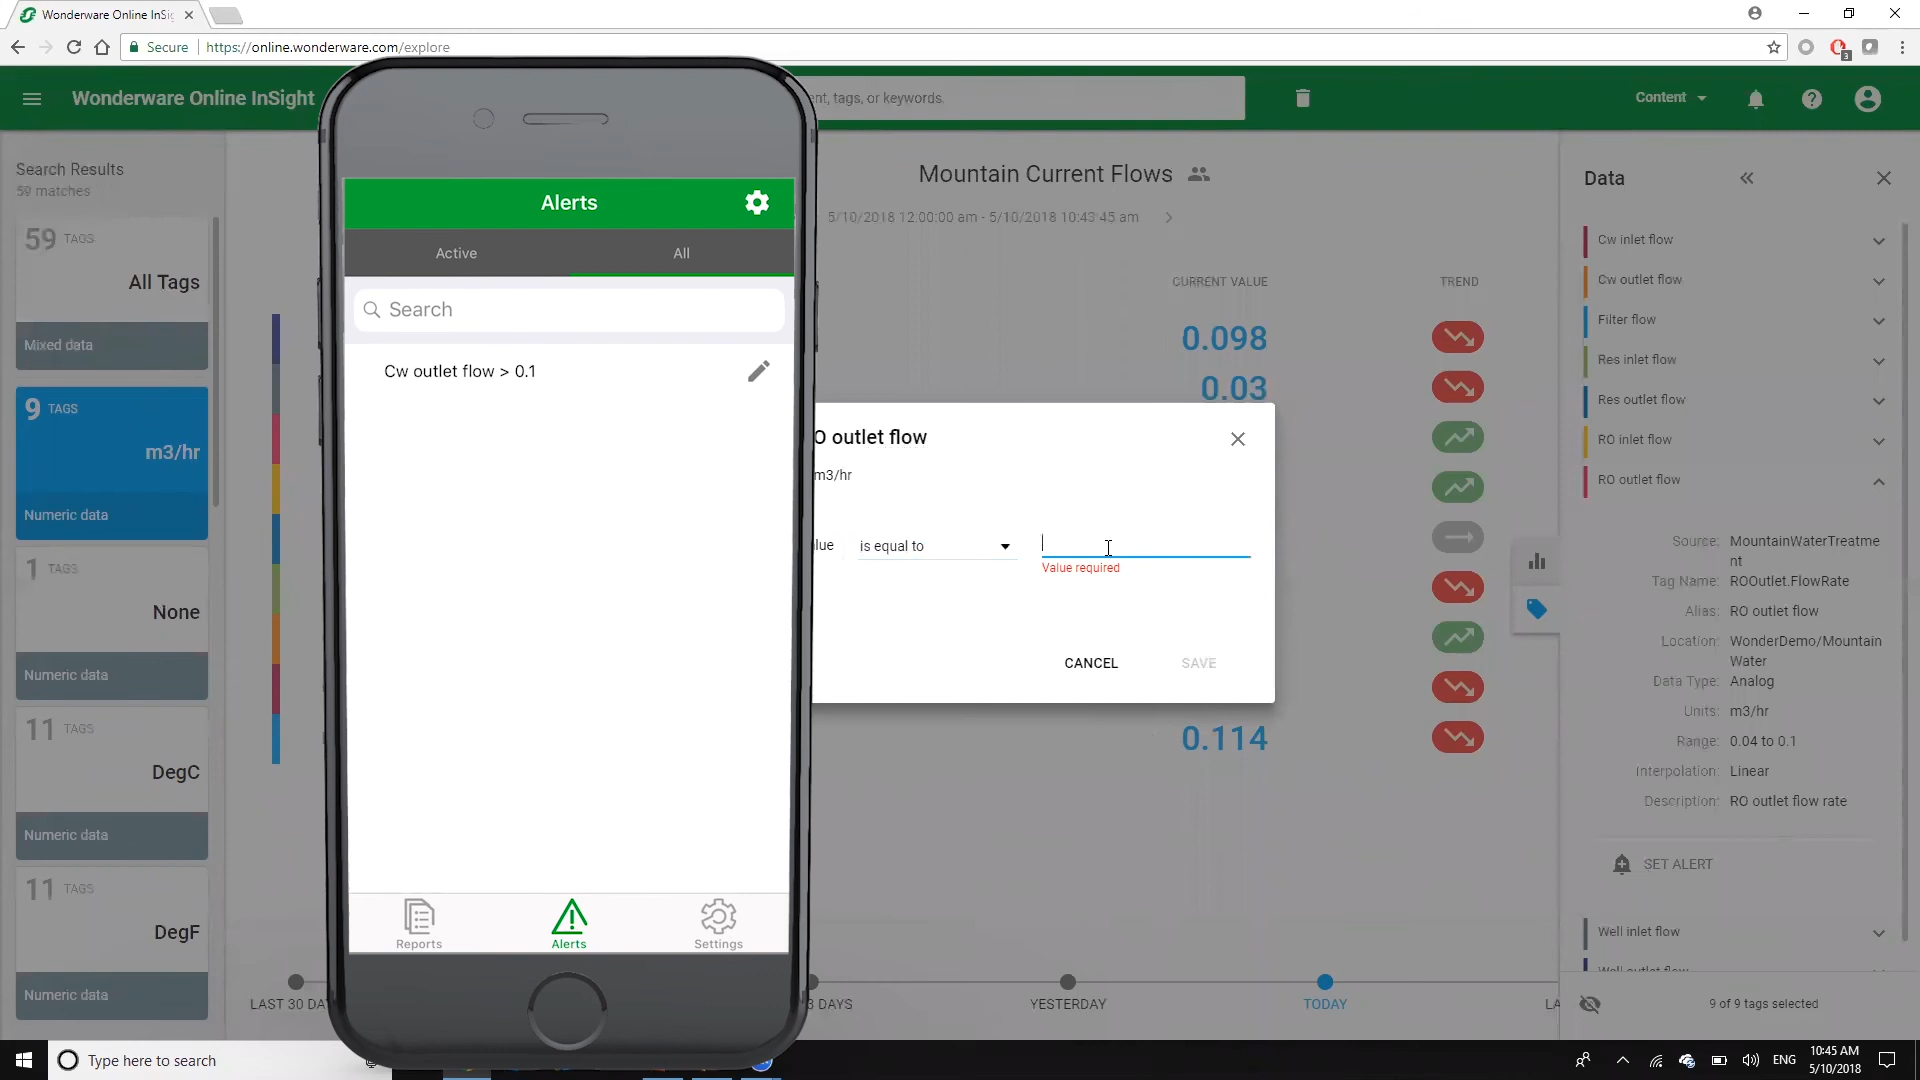 Wonderware Online InSi
Secure https://online.wonderware.com/explore
3
Wonderware Online InSight
nt, tags, or keywords.
Content
Search Results
59 matches
59 TAGS
All Tags
Mixed data
9 TAGS
m3/hr
Numeric data
1 TAGS
None
Numeric data
11 TAGS
DegC
Numeric data
11 TAGS
DegF
Numeric data
Alerts
Active
All
Search
Cw outlet flow > 0.1
Reports
Alerts
Settings
Mountain Current Flows
5/10/2018 12:00:00 am - 5/10/2018 10:43:45 am
CURRENT VALUE
TREND
0.098
0.03
O outlet flow
m3/hr
lue
is equal to
Value required
CANCEL
SAVE
0.114
LAST 30 DA
3 DAYS
YESTERDAY
TODAY
LA
Data
Cw inlet flow
Cw outlet flow
Filter flow
Res inlet flow
Res outlet flow
RO inlet flow
RO outlet flow
Source: MountainWaterTreatme
nt
Tag Name: ROOutlet.FlowRate
Alias: RO outlet flow
Location: WonderDemo/Mountain
Water
Data Type: Analog
Units: m3/hr
Range: 0.04 to 0.1
Interpolation: Linear
Description: RO outlet flow rate
SET ALERT
Well inlet flow
Well outlet flow
9 of 9 tags selected
Type here to search
ENG
10:45 AM
5/10/2018